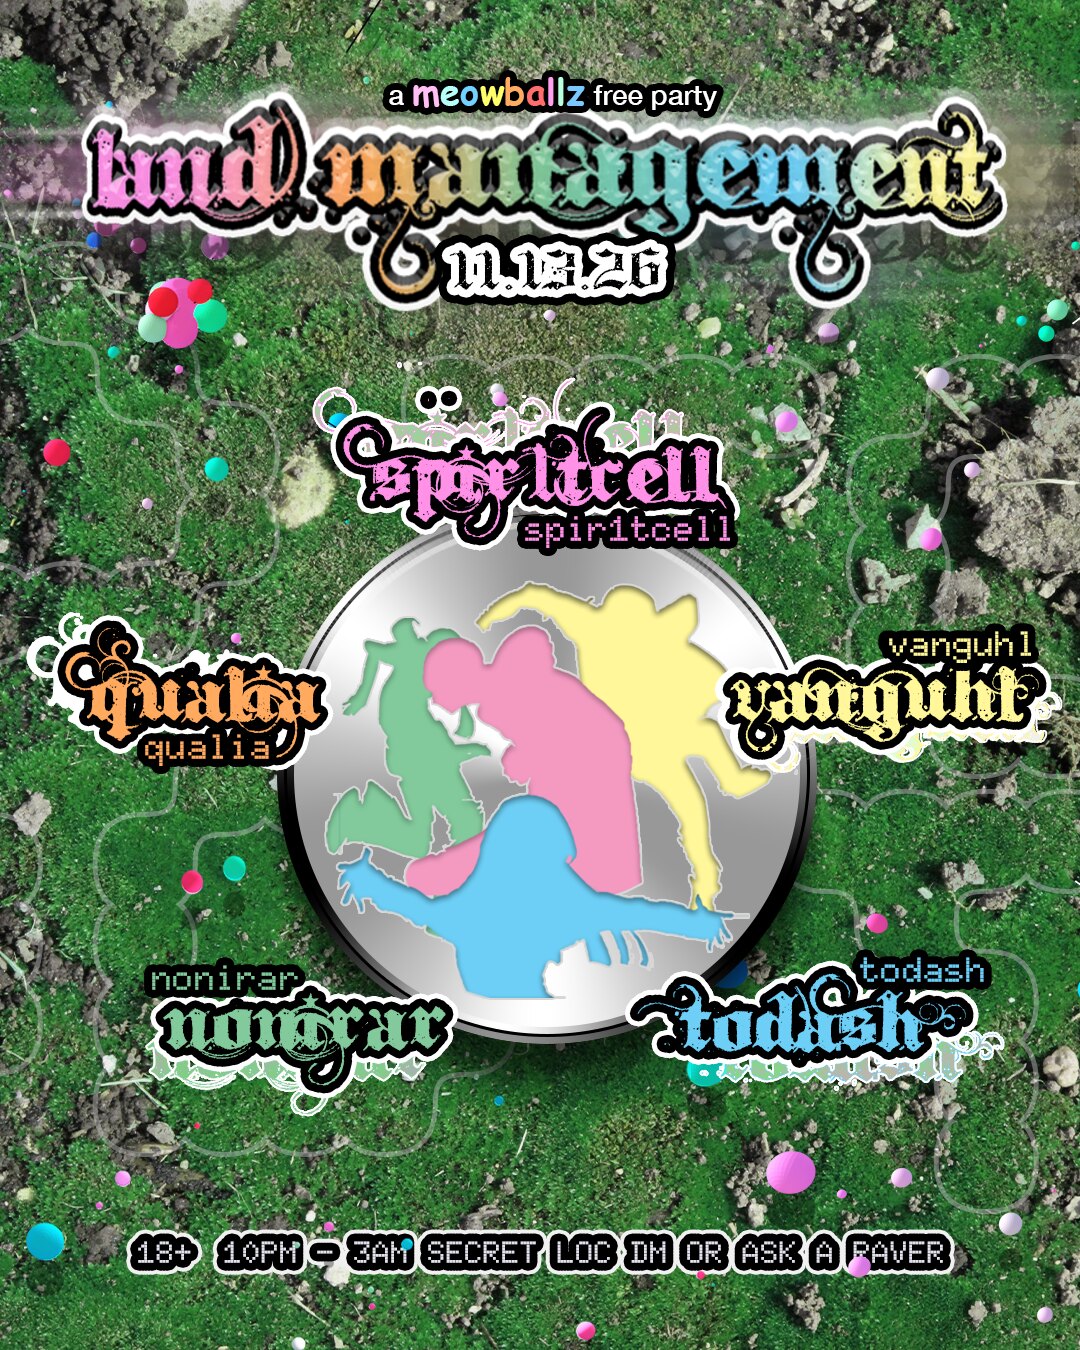 a meowballz free party
land management
11.13.26
spir1tcell
spir1tcell
qualia
qualia
vanguhl
vanguhl
nonirar
nonirar
todash
todash
18+ 10PM - 3AM SECRET LOC DM OR ASK A RAVER